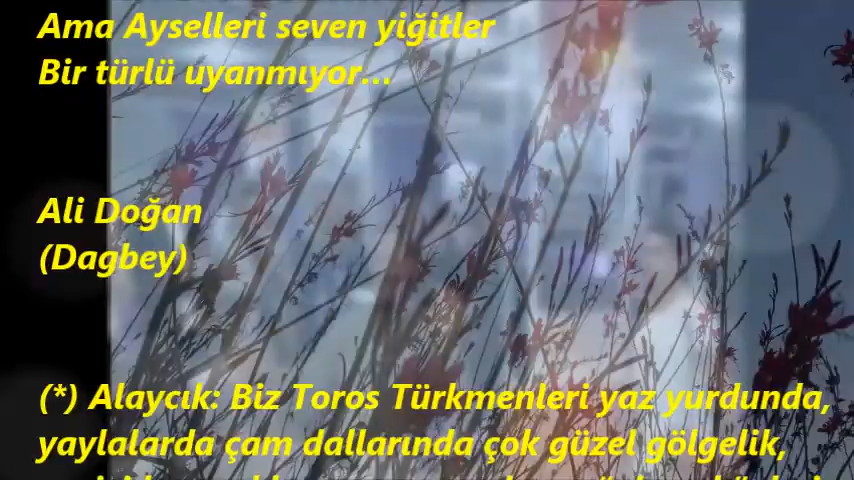 Ama Ayselleri seven yiğitler
Bir türlü uyanmıyor...
Ali Doğan
(Dagbey)
(*) Alaycık: Biz Toros Türkmenleri yaz yurdunda,
yaylalarda çam dallarında çok güzel gölgelik,